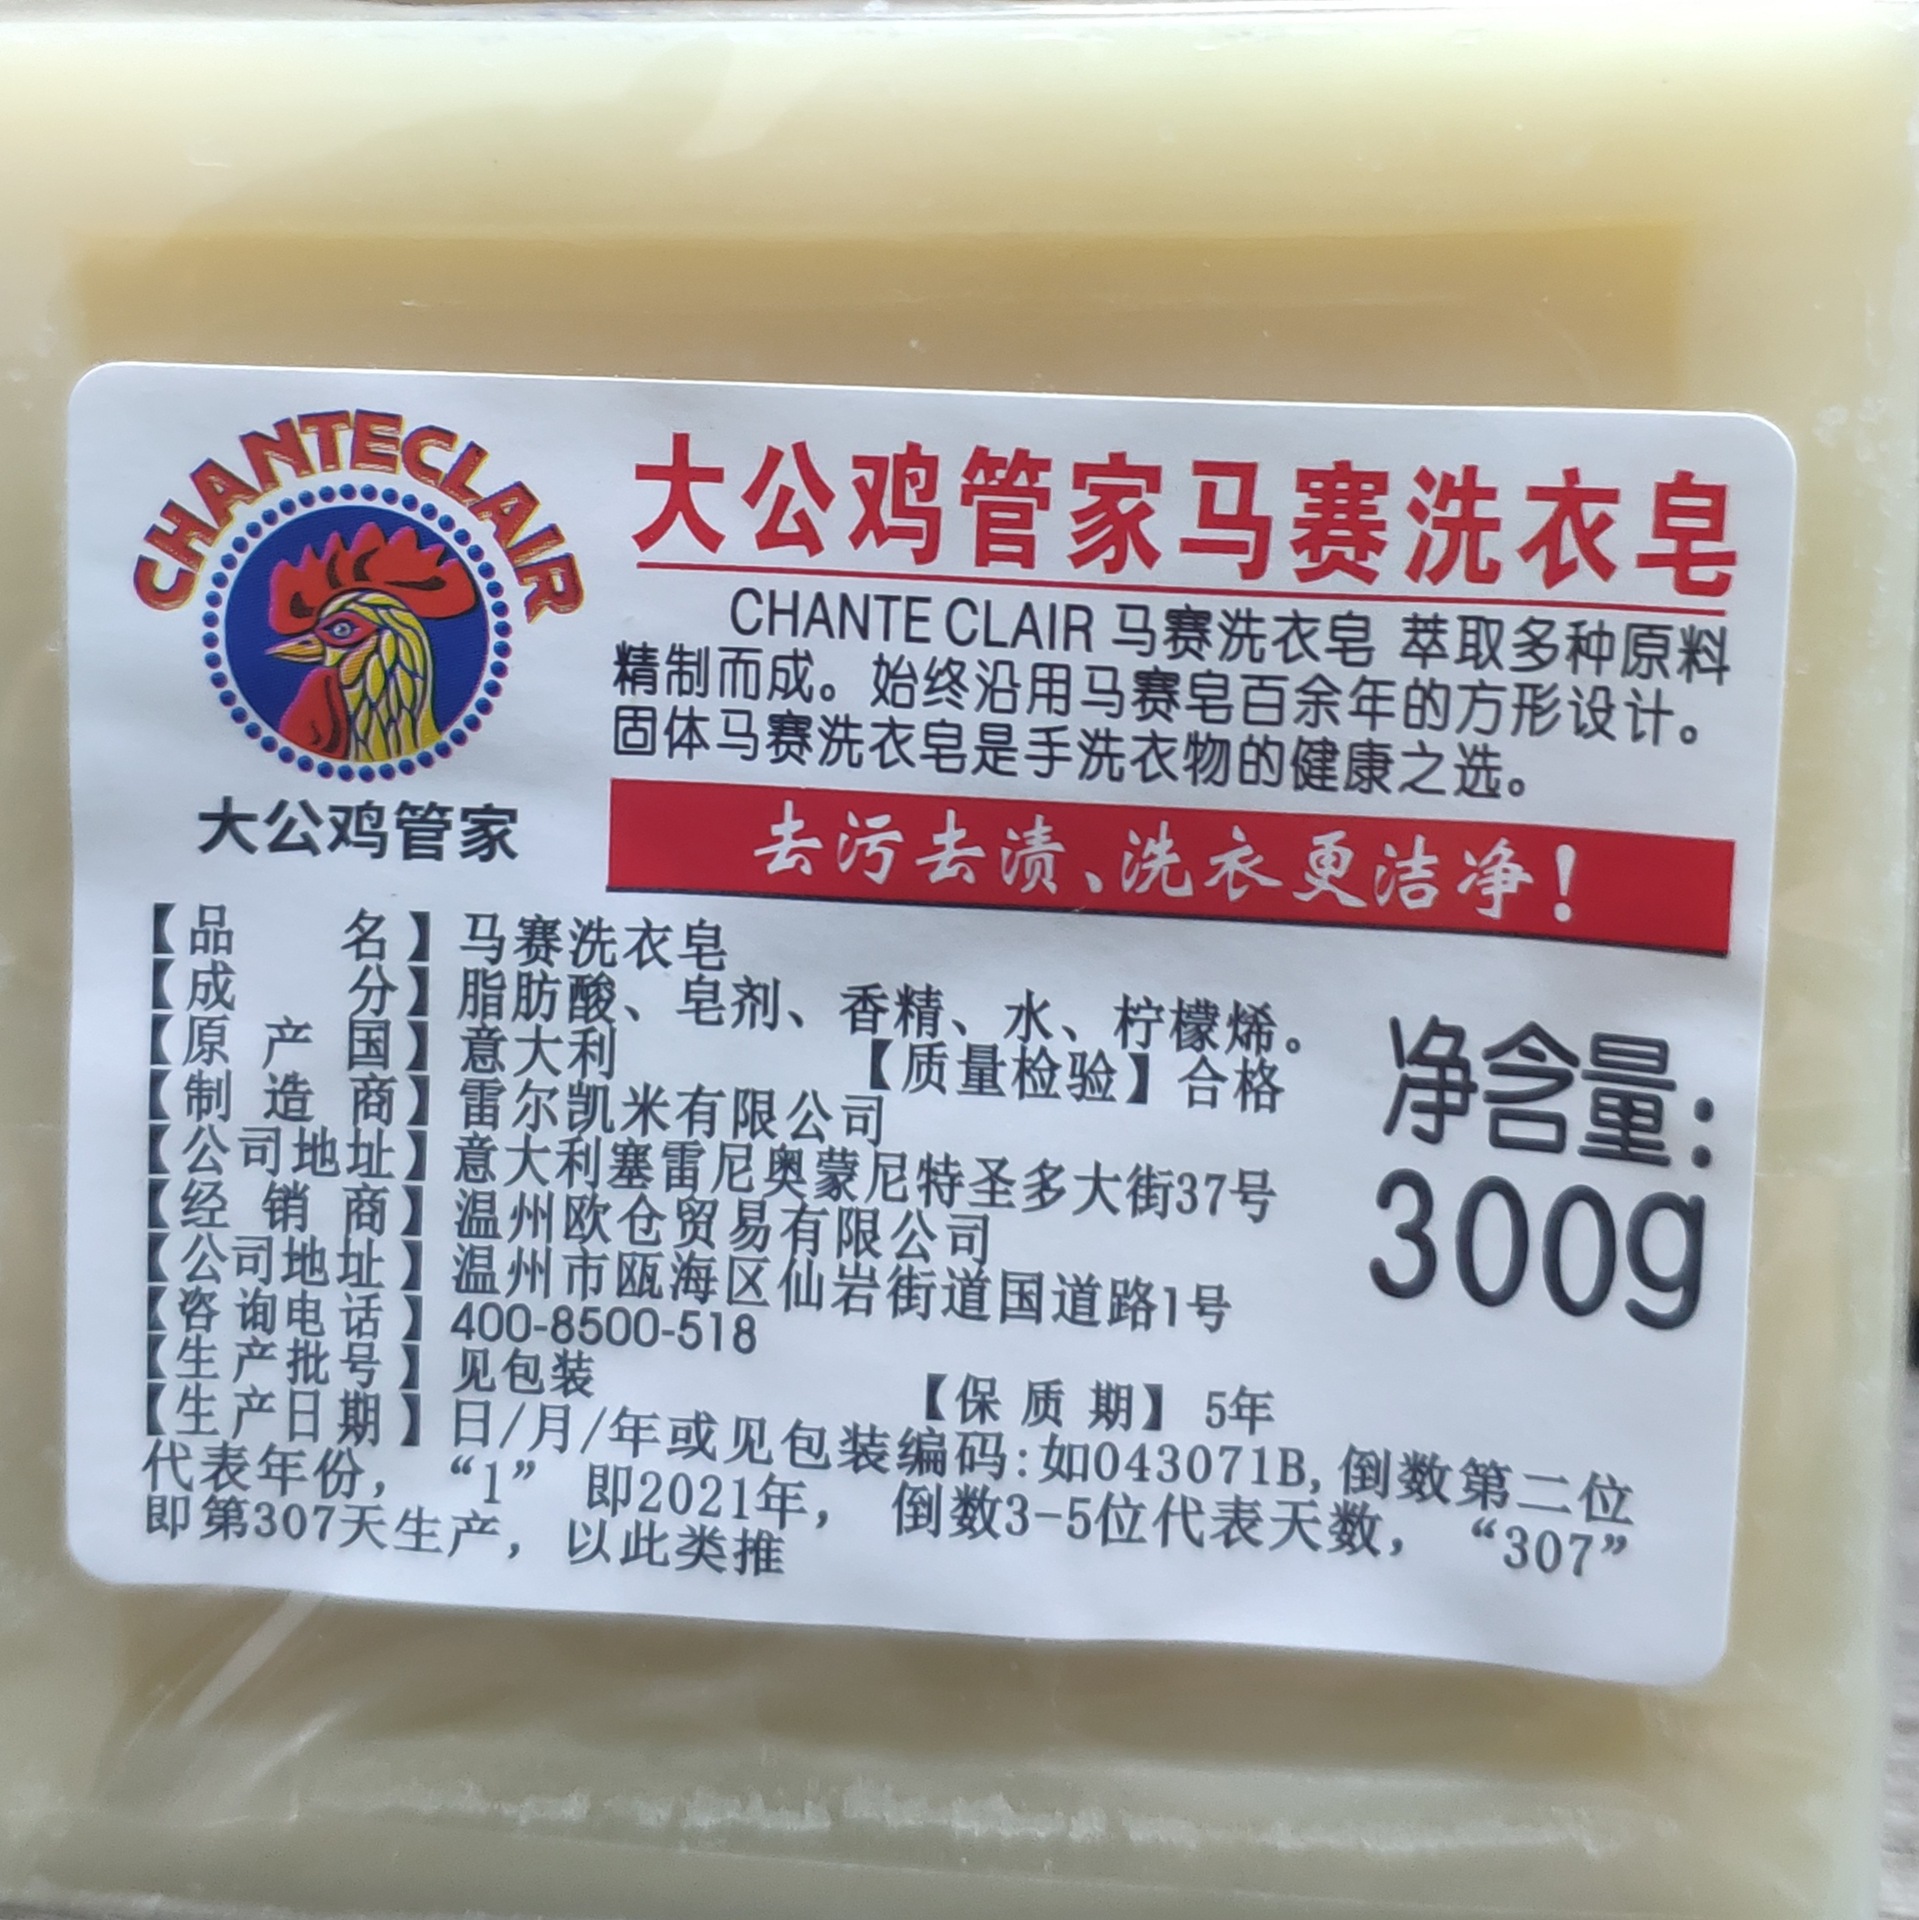 CHANTECLAIR
大公鸡管家
大公鸡管家马赛洗衣皂
CHANTE CLAIR 马赛洗衣皂 萃取多种原料
精制而成。始终沿用马赛皂百余年的方形设计。
固体马赛洗衣皂是手洗衣物的健康之选。
去污去渍、洗衣更洁净!
【品名】马赛洗衣皂
【成分】脂肪酸、皂剂、香精、水、柠檬烯。
【原产国】意大利 【质量检验】合格
【制造商】雷尔凯米有限公司
【公司地址】意大利塞雷尼奥蒙尼特圣多大街37号
【经销商】温州欧仓贸易有限公司
【公司地址】温州市瓯海区仙岩街道国道路1号
【咨询电话】400-8500-518
【生产批号】见包装 【保质期】5年
【生产日期】日/月/年或见包装编码:如043071B,倒数第二位
代表年份，“1” 即2021年，倒数3-5位代表天数，“307”
即第307天生产，以此类推
净含量:
300g